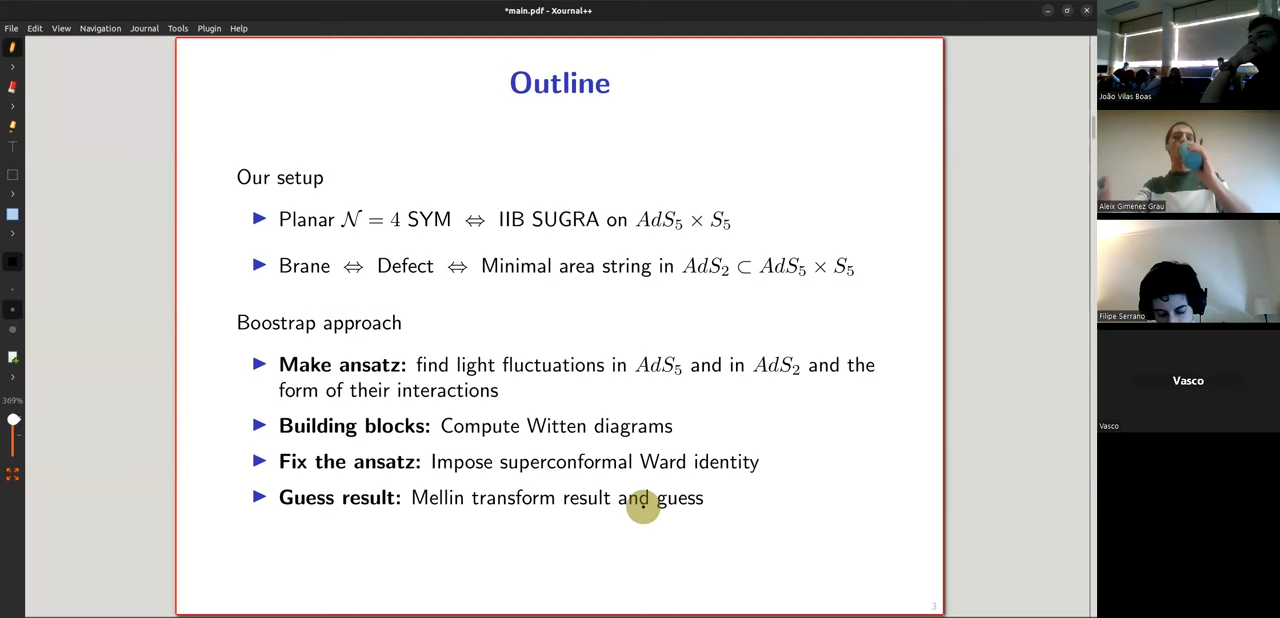 *main.pdf - Xournal++
File Edit View Navigation Journal Tools Plugin Help
Outline
Our setup
▶ Planar 𝒩 = 4 SYM ⇔ IIB SUGRA on AdS₅ × S₅
▶ Brane ⇔ Defect ⇔ Minimal area string in AdS₂ ⊂ AdS₅ × S₅
Boostrap approach
▶ Make ansatz: find light fluctuations in AdS₅ and in AdS₂ and the
form of their interactions
▶ Building blocks: Compute Witten diagrams
▶ Fix the ansatz: Impose superconformal Ward identity
▶ Guess result: Mellin transform result and guess
3
369%
João Vilas Boas
Aleix Gimenez Grau
Filipe Serrano
Vasco
Vasco